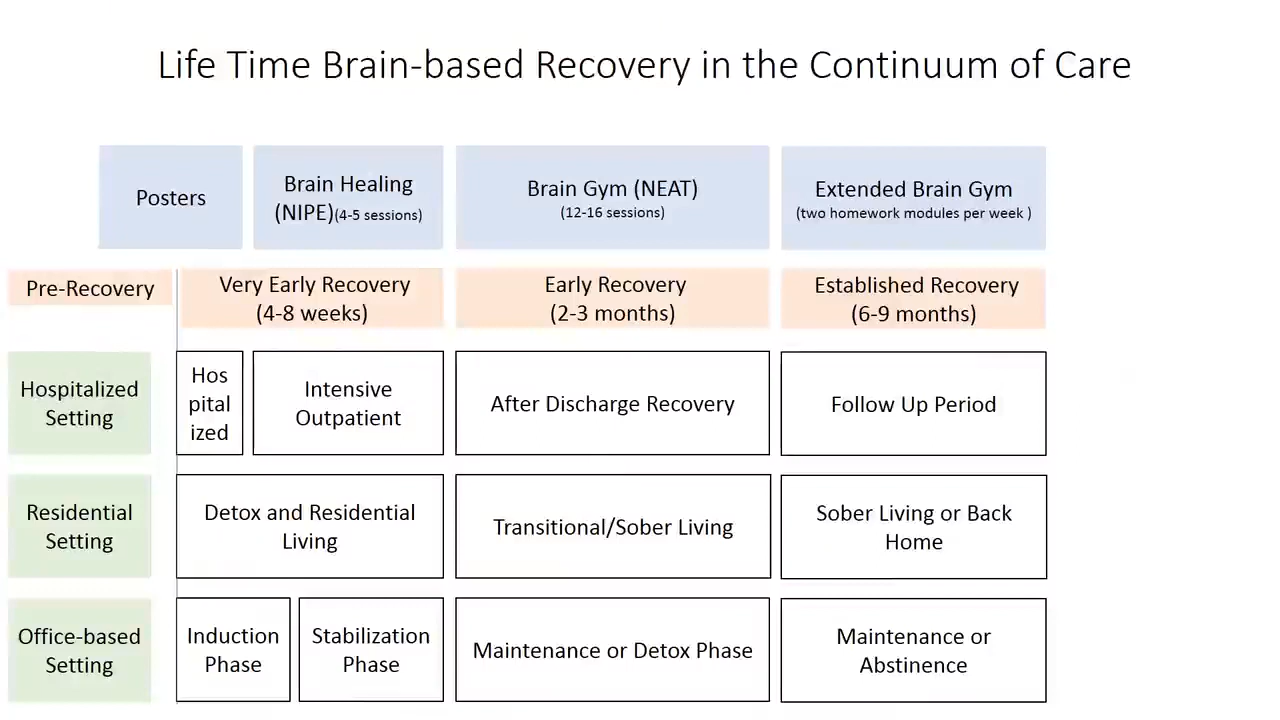 Life Time Brain-based Recovery in the Continuum of Care
Posters
Brain Healing
(NIPE)(4-5 sessions)
Brain Gym (NEAT)
(12-16 sessions)
Extended Brain Gym
(two homework modules per week )
Pre-Recovery
Very Early Recovery
(4-8 weeks)
Early Recovery
(2-3 months)
Established Recovery
(6-9 months)
Hospitalized
Setting
Hos
pital
ized
Intensive
Outpatient
After Discharge Recovery
Follow Up Period
Residential
Setting
Detox and Residential
Living
Transitional/Sober Living
Sober Living or Back
Home
Office-based
Setting
Induction
Phase
Stabilization
Phase
Maintenance or Detox Phase
Maintenance or
Abstinence